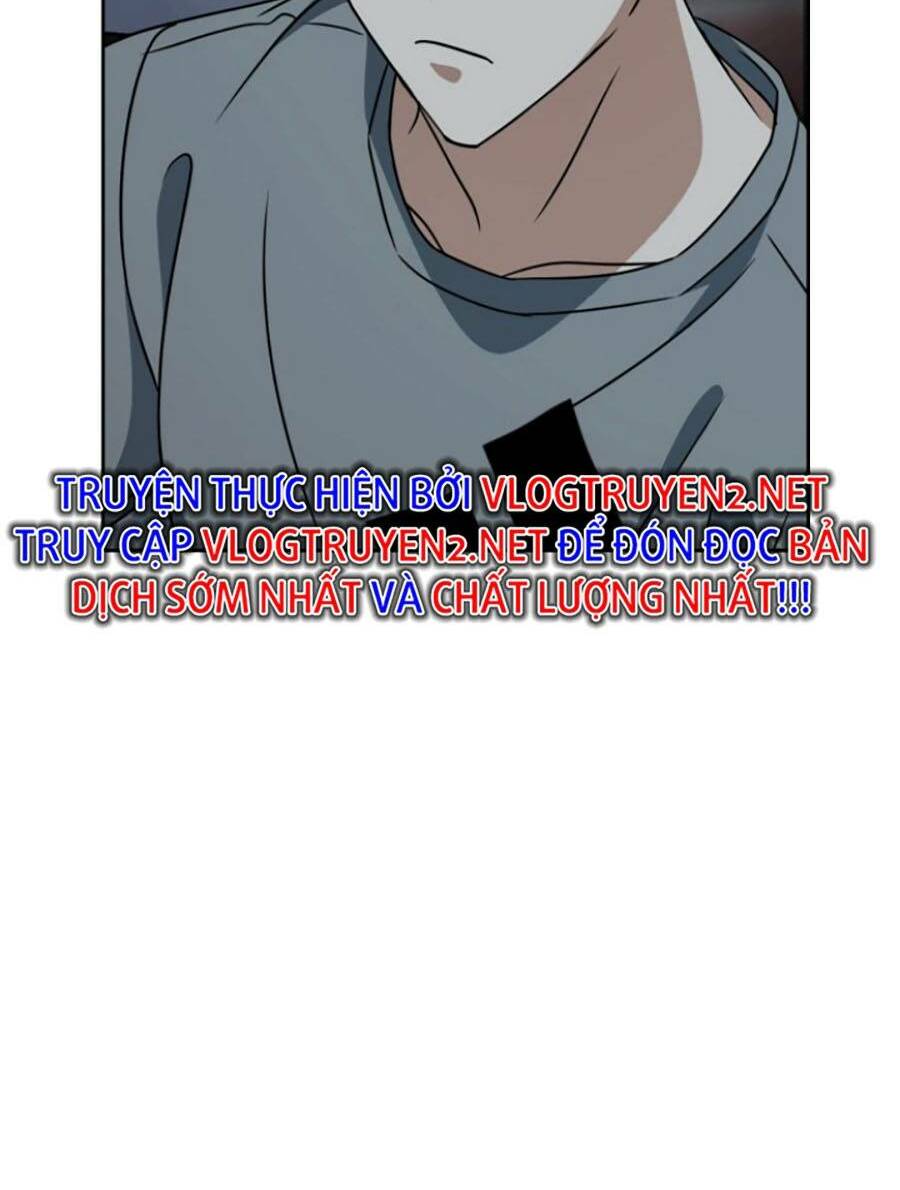 TRUYỆN THỰC HIỆN BỞI VLOGTRUYEN2.NET
TRUY CẬP VLOGTRUYEN2.NET ĐỂ ĐÓN ĐỌC BẢN
DỊCH SỚM NHẤT VÀ CHẤT LƯỢNG NHẤT!!!